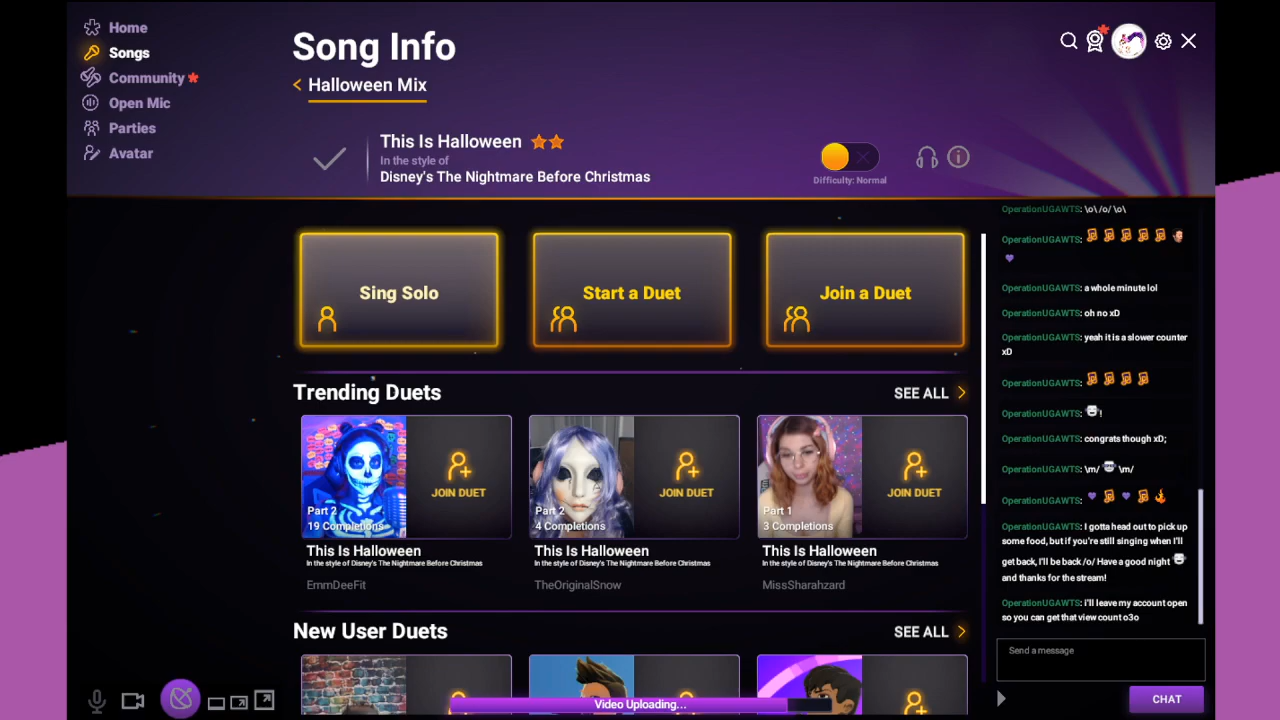 Home
Songs
Community
Open Mic
Parties
Avatar
Song Info
Halloween Mix
This Is Halloween
In the style of
Disney's The Nightmare Before Christmas
Difficulty: Normal
Sing Solo
Start a Duet
Join a Duet
Trending Duets
SEE ALL
Part 2
19 Completions
JOIN DUET
This Is Halloween
In the style of Disney's The Nightmare Before Christmas
EmmDeeFit
Part 2
4 Completions
JOIN DUET
This Is Halloween
In the style of Disney's The Nightmare Before Christmas
TheOriginalSnow
Part 1
3 Completions
JOIN DUET
This Is Halloween
In the style of Disney's The Nightmare Before Christmas
MissSharahzard
New User Duets
SEE ALL
Video Uploading...
OperationUGAWTS: \o\ /o/ \o\
OperationUGAWTS:
OperationUGAWTS: a whole minute lol
OperationUGAWTS: oh no xD
OperationUGAWTS: yeah it is a slower counter
xD
OperationUGAWTS:
OperationUGAWTS: !
OperationUGAWTS: congrats though xD;
OperationUGAWTS: \m/ \m/
OperationUGAWTS:
OperationUGAWTS: I gotta head out to pick up
some food, but if you're still singing when I'll
get back, I'll be back /o/ Have a good night
and thanks for the stream!
OperationUGAWTS: i'll leave my account open
so you can get that view count o3o
Send a message
CHAT